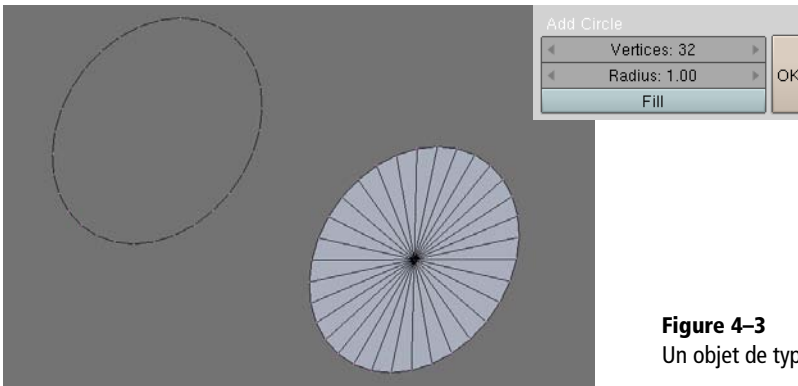 Add Circle
Vertices: 32
Radius: 1.00
OK
Fill
Figure 4–3
Un objet de typ